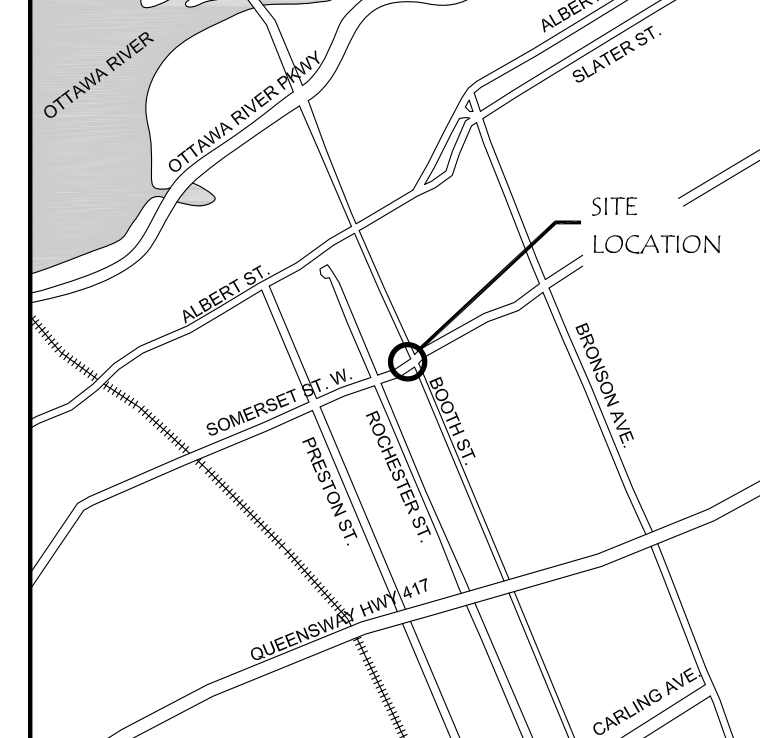 ALBERT
OTTAWA RIVER
SLATER ST.
OTTAWA RIVER PKWY
SITE
LOCATION
ALBERT ST.
BRONSON AVE.
SOMERSET ST. W.
BOOTH ST.
ROCHESTER ST.
PRESTON ST.
QUEENSWAY HWY 417
CARLING AVE.